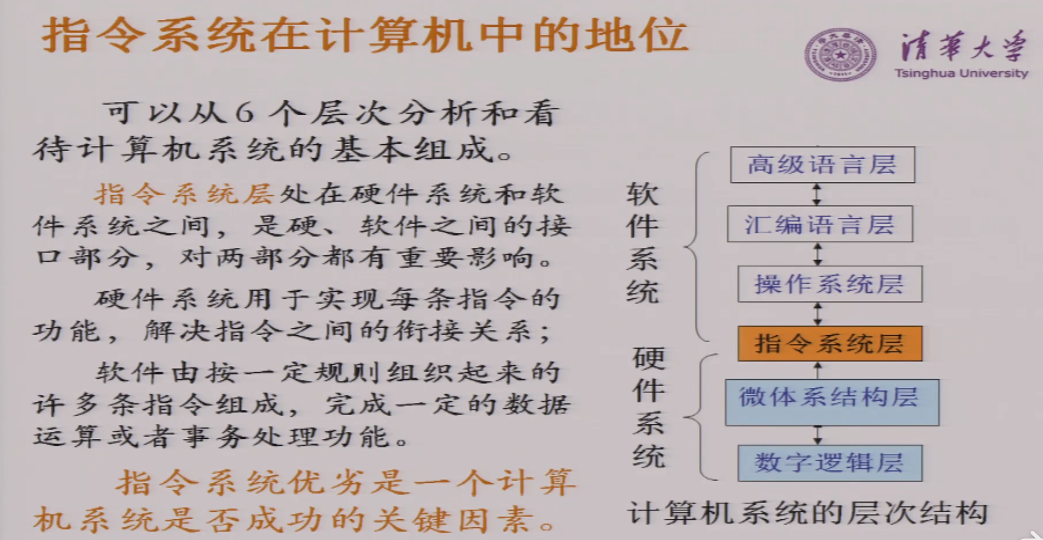 指令系统在计算机中的地位
清華大学
Tsinghua University
可以从6个层次分析和看
待计算机系统的基本组成。
指令系统层处在硬件系统和软
件系统之间，是硬、软件之间的接
口部分，对两部分都有重要影响。
硬件系统用于实现每条指令的
功能，解决指令之间的衔接关系；
软件由按一定规则组织起来的
许多条指令组成，完成一定的数据
运算或者事务处理功能。
指令系统优劣是一个计算
机系统是否成功的关键因素。
软件系统
高级语言层
汇编语言层
操作系统层
指令系统层
硬件系统
微体系结构层
数字逻辑层
计算机系统的层次结构